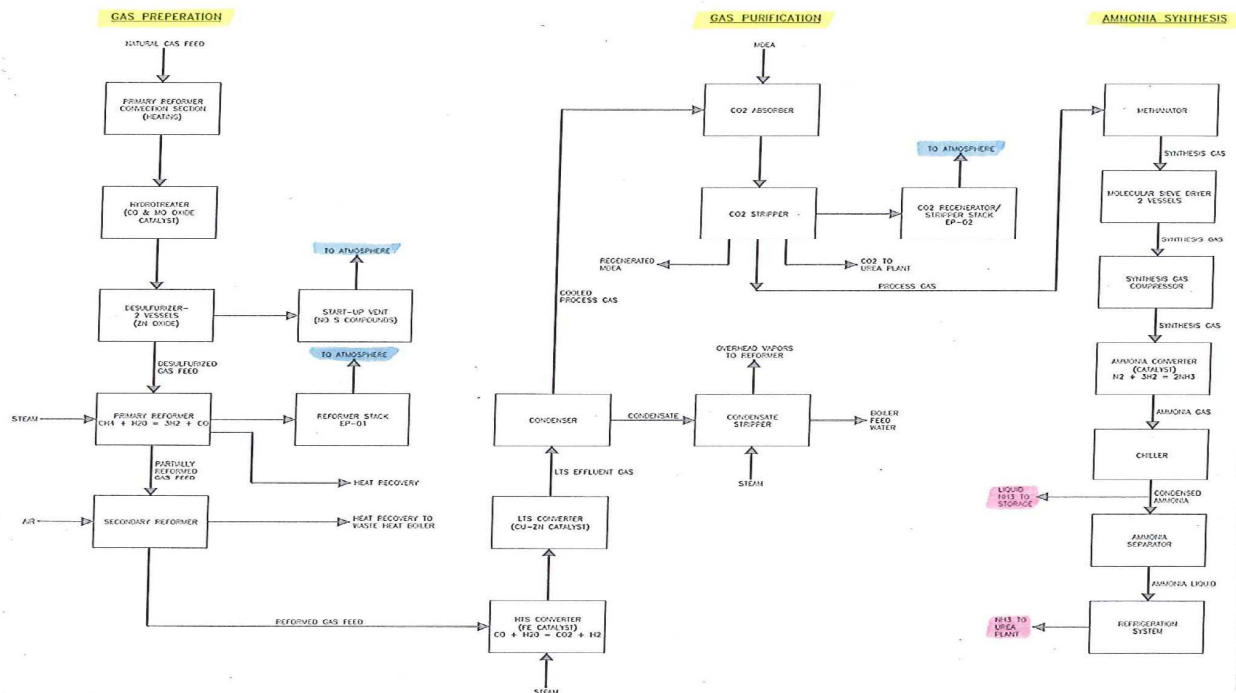 GAS PREPERATION
NATURAL GAS FEED
PRIMARY REFORMER
CONVECTION SECTION
(HEATING)
HYDROTREATER
(CO & MO OXIDE
CATALYST)
TO ATMOSPHERE
DESULFURIZER-
2 VESSELS
(ZN OXIDE)
START-UP VENT
(NO S COMPOUNDS)
DESULFURIZED
GAS FEED
TO ATMOSPHERE
STEAM
PRIMARY REFORMER
CH4 + H2O = 3H2 + CO
REFORMER STACK
EP-01
PARTIALLY
REFORMED
GAS FEED
HEAT RECOVERY
AIR
SECONDARY REFORMER
HEAT RECOVERY TO
WASTE HEAT BOILER
REFORMED GAS FEED
GAS PURIFICATION
MDEA
CO2 ABSORBER
TO ATMOSPHERE
CO2 STRIPPER
CO2 REGENERATOR/
STRIPPER STACK
EP-02
REGENERATED
MDEA
CO2 TO
UREA PLANT
PROCESS GAS
COOLED
PROCESS GAS
OVERHEAD VAPORS
TO REFORMER
CONDENSER
CONDENSATE
CONDENSATE
STRIPPER
BOILER
FEED
WATER
LTS EFFLUENT GAS
STEAM
LTS CONVERTER
(CU-ZN CATALYST)
HTS CONVERTER
(FE CATALYST)
CO + H2O = CO2 + H2
STEAM
AMMONIA SYNTHESIS
METHANATOR
SYNTHESIS GAS
MOLECULAR SIEVE DRYER
2 VESSELS
SYNTHESIS GAS
SYNTHESIS GAS
COMPRESSOR
SYNTHESIS GAS
AMMONIA CONVERTER
(CATALYST)
N2 + 3H2 = 2NH3
AMMONIA GAS
CHILLER
LIQUID
NH3 TO
STORAGE
CONDENSED
AMMONIA
AMMONIA
SEPARATOR
AMMONIA LIQUID
NH3 TO
UREA
PLANT
REFRIGERATION
SYSTEM